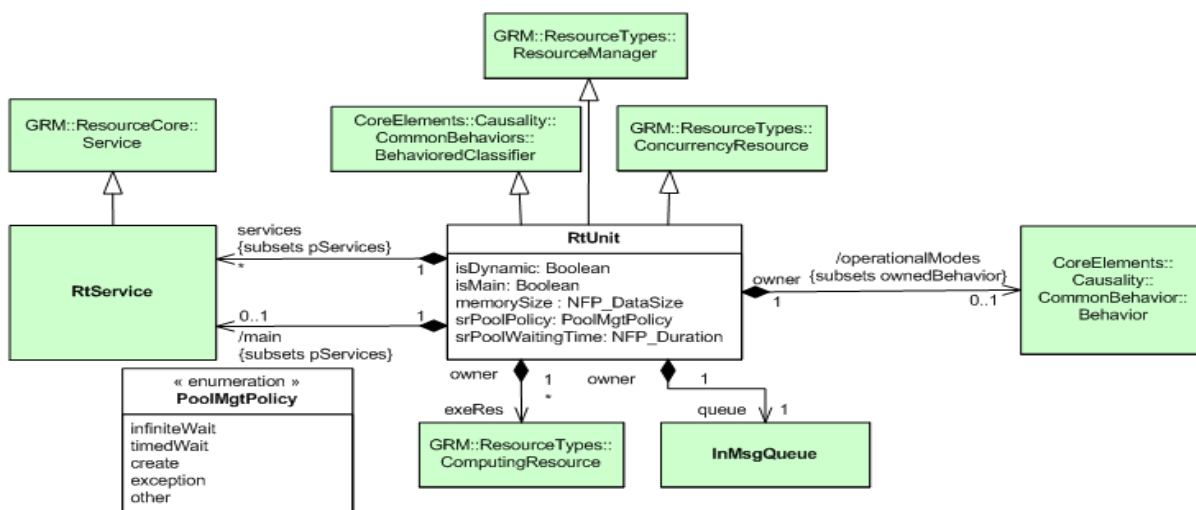 GRM::ResourceTypes::
ResourceManager
GRM::ResourceCore::
Service
CoreElements::Causality::
CommonBehaviors::
BehavioredClassifier
GRM::ResourceTypes::
ConcurrencyResource
RtService
services
{subsets pServices}
*
1
0..1
1
/main
{subsets pServices}
RtUnit
isDynamic: Boolean
isMain: Boolean
memorySize : NFP_DataSize
srPoolPolicy: PoolMgtPolicy
srPoolWaitingTime: NFP_Duration
owner
1
/operationalModes
{subsets ownedBehavior}
0..1
CoreElements::
Causality::
CommonBehavior::
Behavior
« enumeration »
PoolMgtPolicy
infiniteWait
timedWait
create
exception
other
owner
1
*
exeRes
GRM::ResourceTypes::
ComputingResource
owner
1
queue
1
InMsgQueue